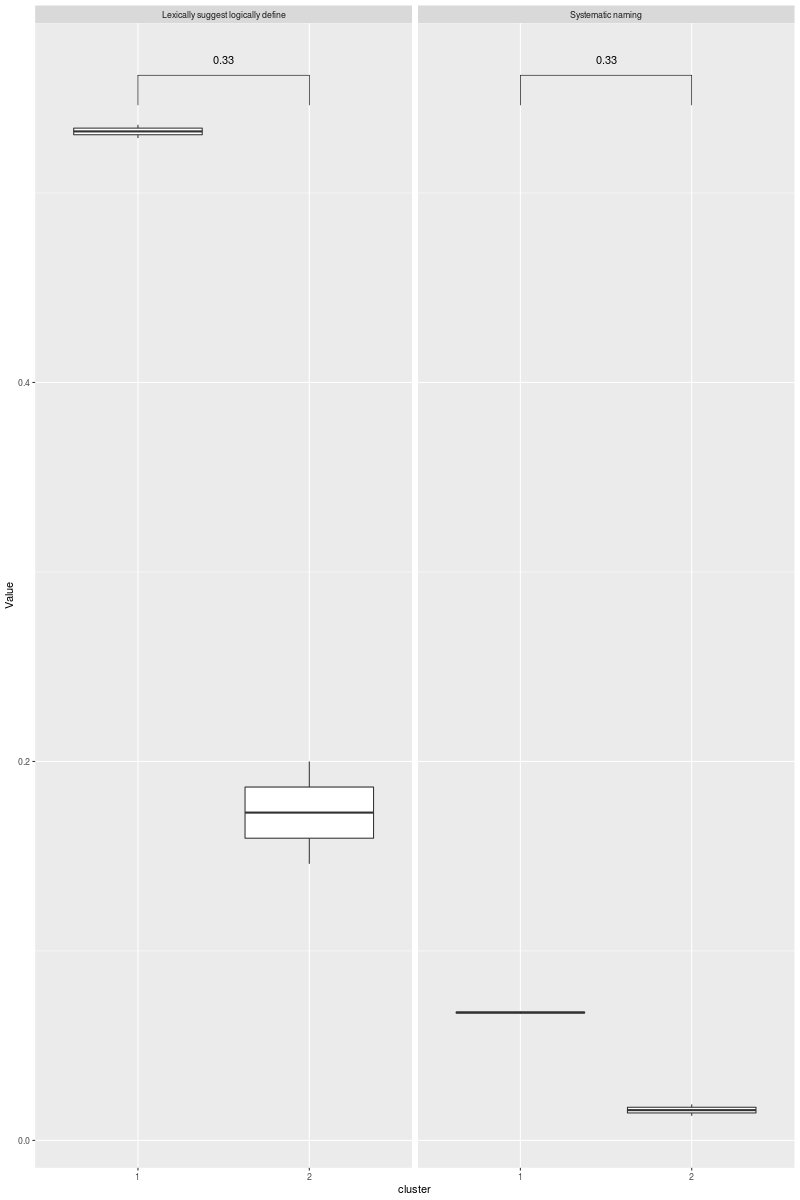 Lexically suggest logically define
Systematic naming
0.33
0.33
0.4
0.2
0.0
Value
1
2
1
2
cluster